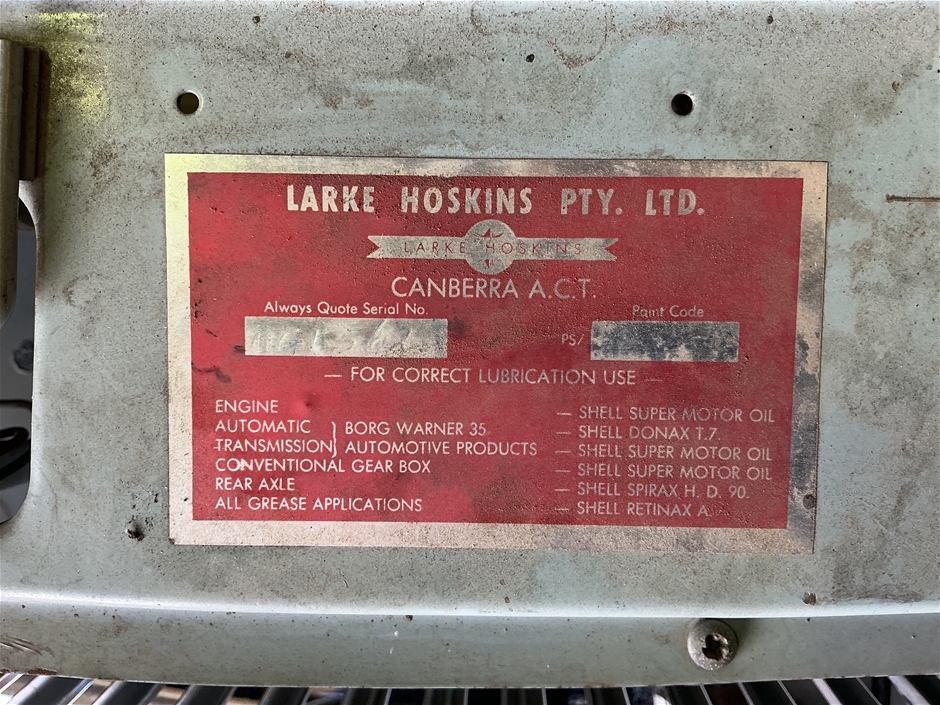 LARKE HOSKINS PTY. LTD.
LARKE HOSKINS
CANBERRA A.C.T.
Always Quote Serial No.
Paint Code
PS/
— FOR CORRECT LUBRICATION USE —
ENGINE — SHELL SUPER MOTOR OIL
AUTOMATIC } BORG WARNER 35 — SHELL DONAX T.7.
TRANSMISSION } AUTOMOTIVE PRODUCTS — SHELL SUPER MOTOR OIL
CONVENTIONAL GEAR BOX — SHELL SUPER MOTOR OIL
REAR AXLE — SHELL SPIRAX H. D. 90.
ALL GREASE APPLICATIONS — SHELL RETINAX A